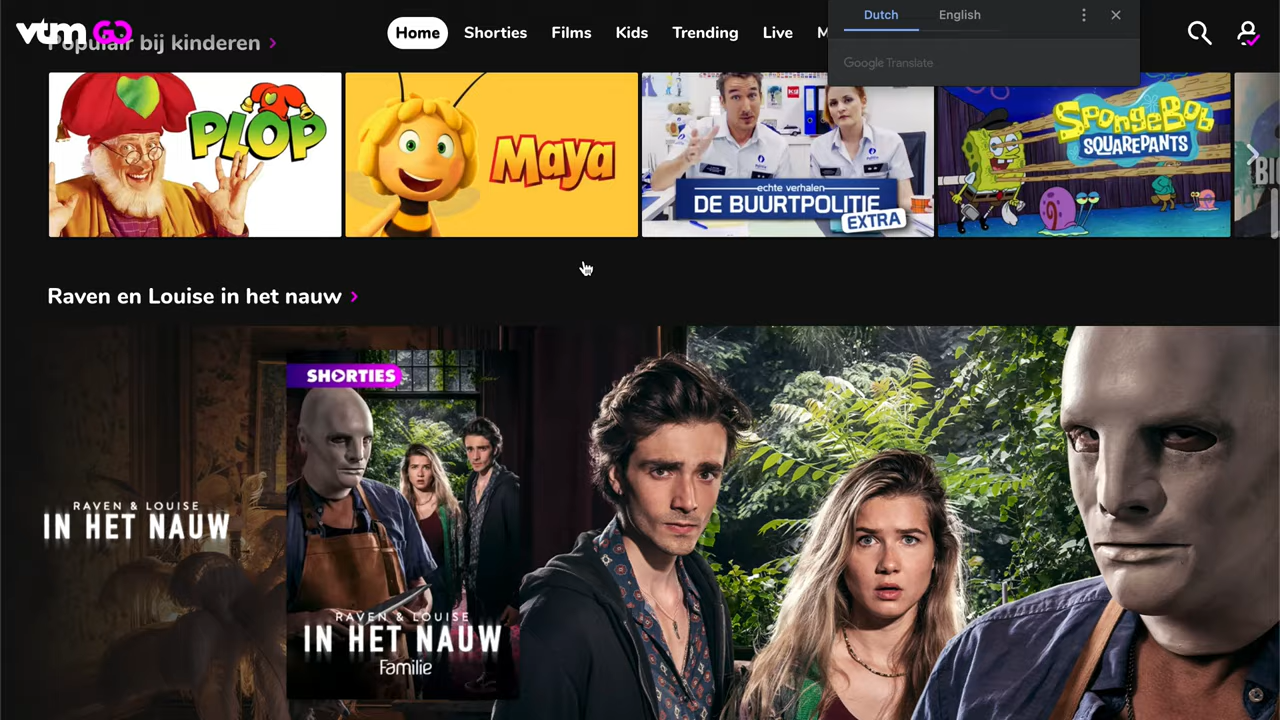 vtm GO
Home
Shorties
Films
Kids
Trending
Live
M
Dutch
English
Google Translate
Populair bij kinderen
PLOP
Maya
echte verhalen
DE BUURTPOLITIE
EXTRA
SPONGEBOB
SQUAREPANTS
Raven en Louise in het nauw
SHORTIES
RAVEN & LOUISE
IN HET NAUW
RAVEN & LOUISE
IN HET NAUW
Familie